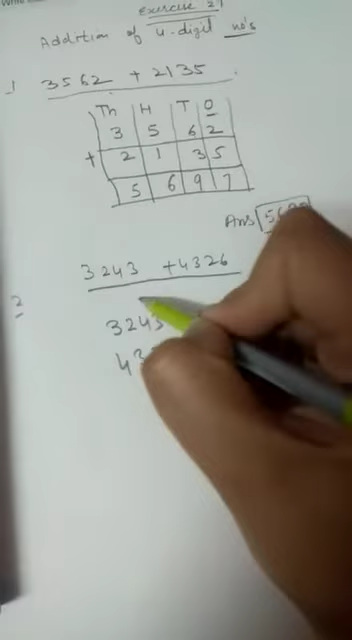 Exercise 21
Addition of 4-digit no's
1 3562 + 2135
Th H T O
3 5 6 2
+ 2 1 3 5
5 6 9 7
Ans
2 3243 + 4326
3243